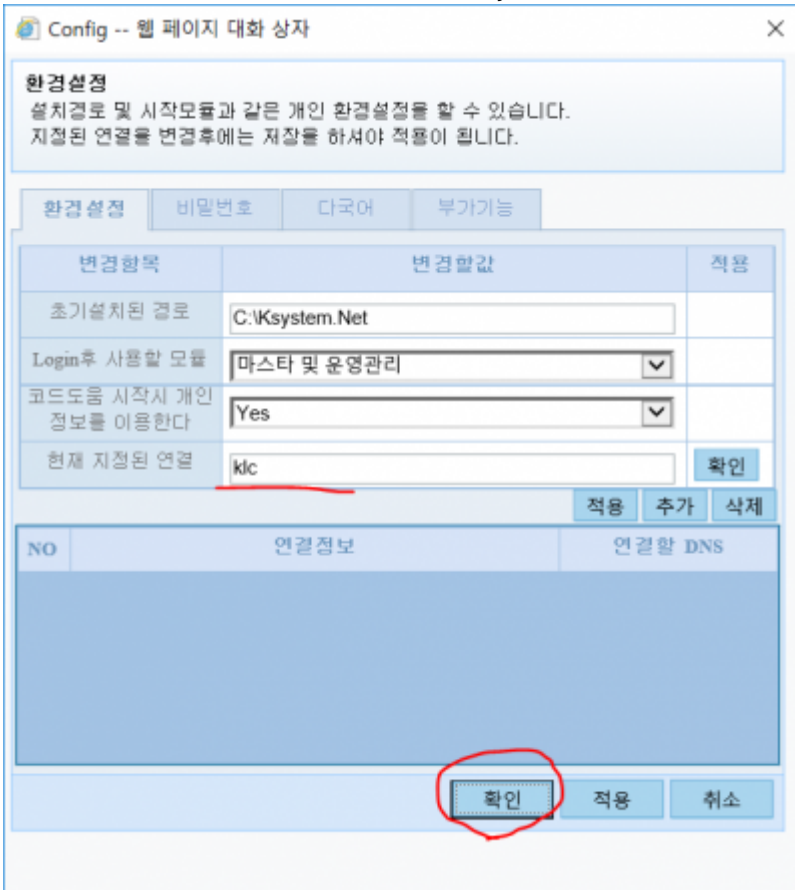 Config -- 웹 페이지 대화 상자
환경설정
설치경로 및 시작모듈과 같은 개인 환경설정을 할 수 있습니다.
지정된 연결을 변경후에는 저장을 하셔야 적용이 됩니다.
환경설정 비밀번호 다국어 부가기능
변경항목 변경할값 적용
초기설치된 경로 C:\Ksystem.Net
Login후 사용할 모듈 마스타 및 운영관리
코드도움 시작시 개인
정보를 이용한다 Yes
현재 지정된 연결 klc 확인
적용 추가 삭제
NO 연결정보 연결할 DNS
확인 적용 취소